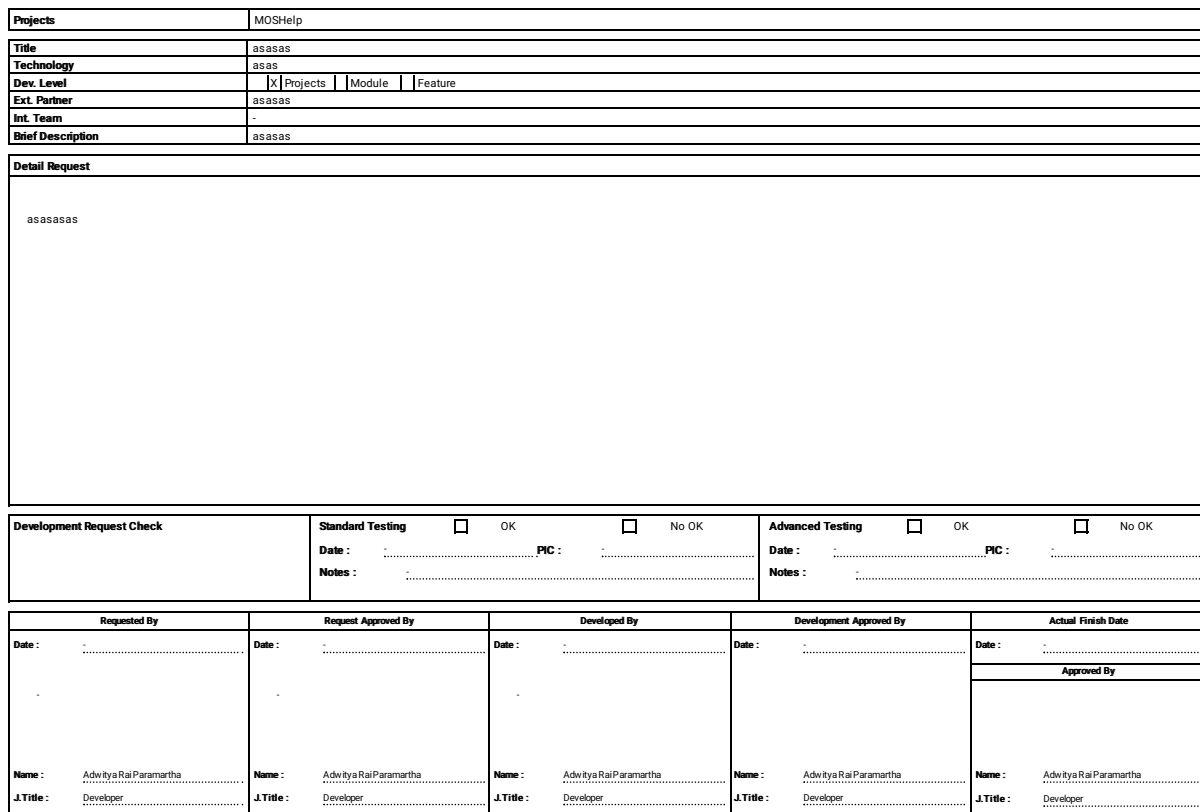 Projects MOSHelp
Title asasas
Technology asas
Dev. Level X Projects Module Feature
Ext. Partner asasas
Int. Team -
Brief Description asasas
Detail Request
asasasas
Development Request Check Standard Testing OK No OK Advanced Testing OK No OK
Date : - PIC : - Date : - PIC : -
Notes : - Notes : -
Requested By Request Approved By Developed By Development Approved By Actual Finish Date
Date : - Date : - Date : - Date : - Date : -
Approved By
- - -
Name : Adwitya Rai Paramartha Name : Adwitya Rai Paramartha Name : Adwitya Rai Paramartha Name : Adwitya Rai Paramartha Name : Adwitya Rai Paramartha
J.Title : Developer J.Title : Developer J.Title : Developer J.Title : Developer J.Title : Developer